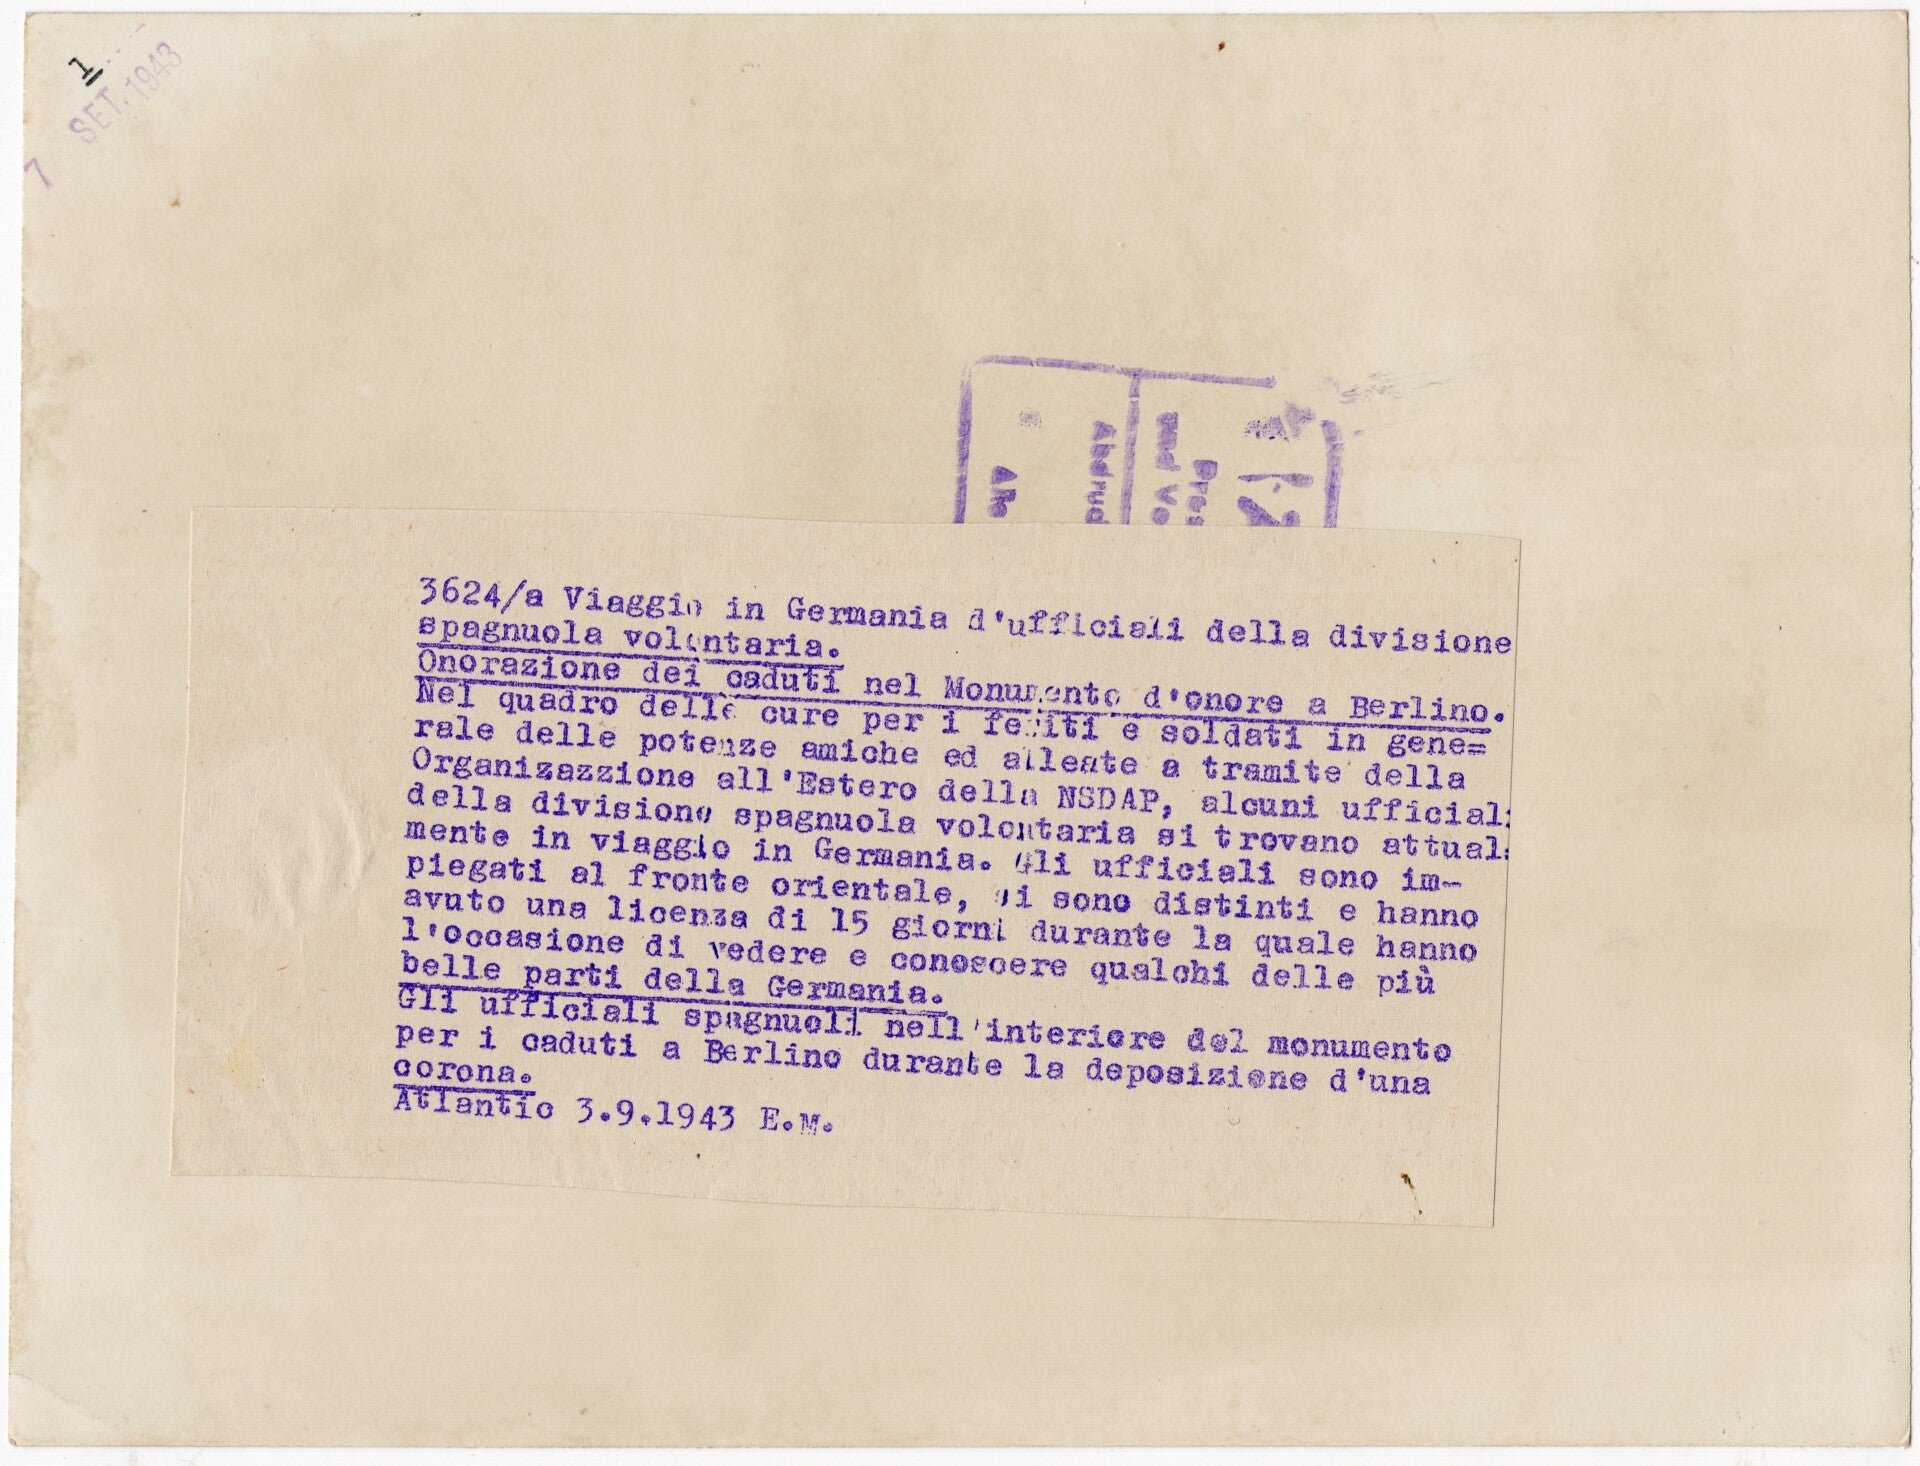 1
7 SET. 1943
Abdruc
und Ve
3624/a Viaggio in Germania d'ufficiali della divisione
spagnuola volontaria.
Onorazione dei caduti nel Monumento d'onore a Berlino.
Nel quadro delle cure per i feriti e soldati in gene=
rale delle potenze amiche ed alleate a tramite della
Organizazzione all'Estero della NSDAP, alcuni ufficiali
della divisione spagnuola volontaria si trovano attual=
mente in viaggio in Germania. Gli ufficiali sono im-
piegati al fronte orientale, si sono distinti e hanno
avuto una licenza di 15 giorni durante la quale hanno
l'occasione di vedere e conoscere qualchi delle più
belle parti della Germania.
Gli ufficiali spagnuoli nell'interiore del monumento
per i caduti a Berlino durante la deposizione d'una
corona.
Atlantic 3.9.1943 E.M.